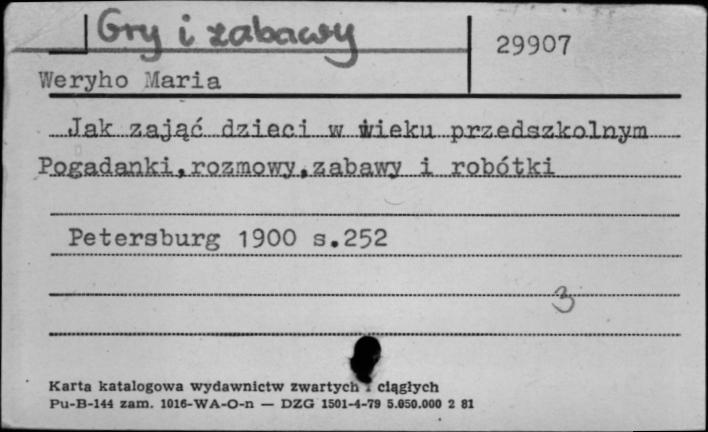 Gry i zabawy
29907
Weryho Maria
Jak zająć dzieci w wieku przedszkolnym
Pogadanki,rozmowy,zabawy i robótki
Petersburg 1900 s.252
3
Karta katalogowa wydawnictw zwartych i ciągłych
Pu-B-144 zam. 1016-WA-O-n — DZG 1501-4-79 5.050.000 2 81